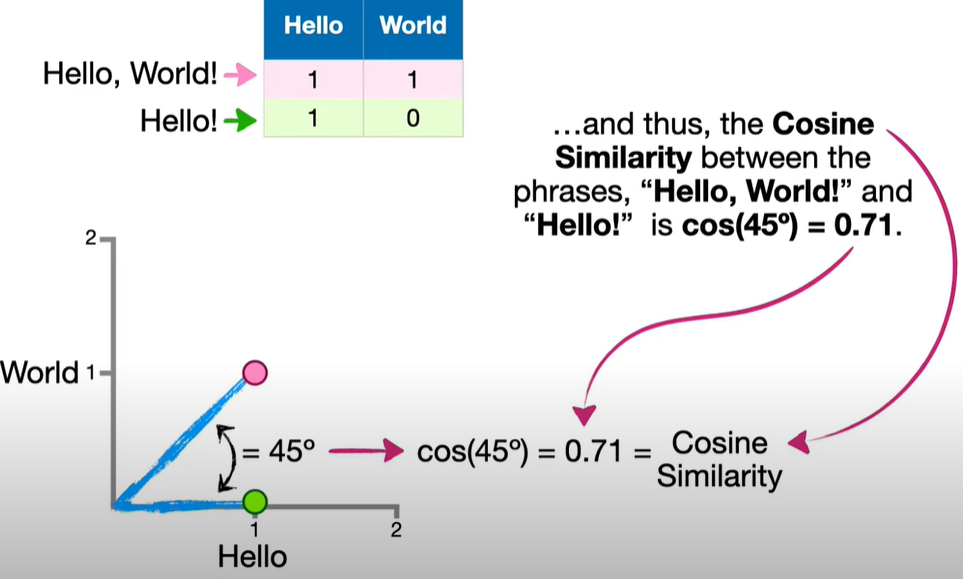 Hello World
Hello, World! 1 1
Hello! 1 0
...and thus, the Cosine
Similarity between the
phrases, “Hello, World!” and
“Hello!” is cos(45º) = 0.71.
2
World 1
= 45º cos(45º) = 0.71 = Cosine
Similarity
1 2
Hello